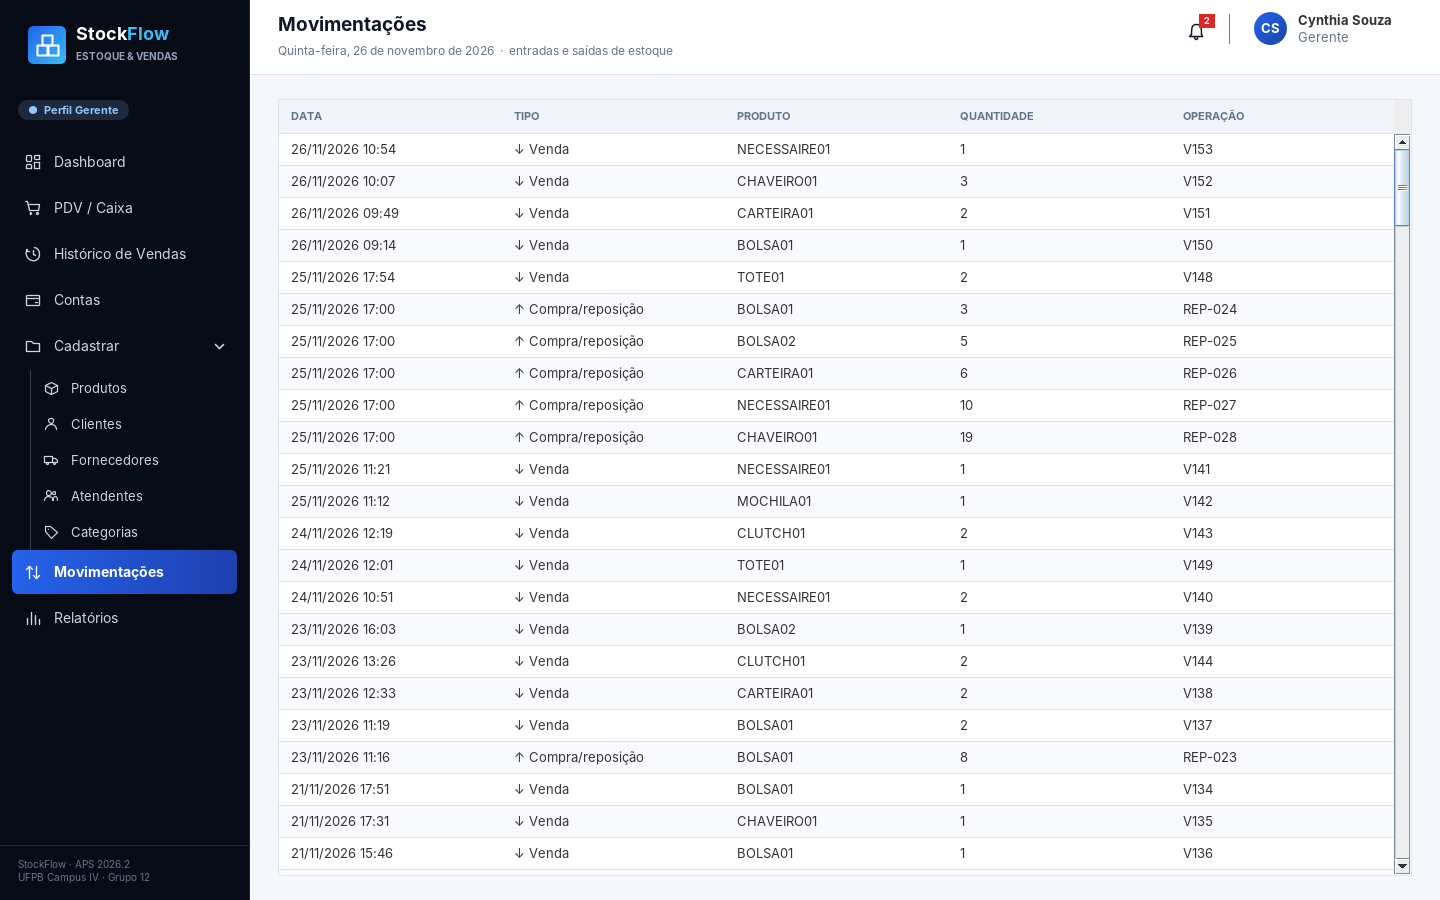 StockFlow
ESTOQUE & VENDAS
Perfil Gerente
Dashboard
PDV / Caixa
Histórico de Vendas
Contas
Cadastrar
Produtos
Clientes
Fornecedores
Atendentes
Categorias
Movimentações
Relatórios
StockFlow · APS 2026.2
UFPB Campus IV · Grupo 12
Movimentações
Quinta-feira, 26 de novembro de 2026 · entradas e saídas de estoque
2
CS
Cynthia Souza
Gerente
DATA TIPO PRODUTO QUANTIDADE OPERAÇÃO
26/11/2026 10:54 ↓ Venda NECESSAIRE01 1 V153
26/11/2026 10:07 ↓ Venda CHAVEIRO01 3 V152
26/11/2026 09:49 ↓ Venda CARTEIRA01 2 V151
26/11/2026 09:14 ↓ Venda BOLSA01 1 V150
25/11/2026 17:54 ↓ Venda TOTE01 2 V148
25/11/2026 17:00 ↑ Compra/reposição BOLSA01 3 REP-024
25/11/2026 17:00 ↑ Compra/reposição BOLSA02 5 REP-025
25/11/2026 17:00 ↑ Compra/reposição CARTEIRA01 6 REP-026
25/11/2026 17:00 ↑ Compra/reposição NECESSAIRE01 10 REP-027
25/11/2026 17:00 ↑ Compra/reposição CHAVEIRO01 19 REP-028
25/11/2026 11:21 ↓ Venda NECESSAIRE01 1 V141
25/11/2026 11:12 ↓ Venda MOCHILA01 1 V142
24/11/2026 12:19 ↓ Venda CLUTCH01 2 V143
24/11/2026 12:01 ↓ Venda TOTE01 1 V149
24/11/2026 10:51 ↓ Venda NECESSAIRE01 2 V140
23/11/2026 16:03 ↓ Venda BOLSA02 1 V139
23/11/2026 13:26 ↓ Venda CLUTCH01 2 V144
23/11/2026 12:33 ↓ Venda CARTEIRA01 2 V138
23/11/2026 11:19 ↓ Venda BOLSA01 2 V137
23/11/2026 11:16 ↑ Compra/reposição BOLSA01 8 REP-023
21/11/2026 17:51 ↓ Venda BOLSA01 1 V134
21/11/2026 17:31 ↓ Venda CHAVEIRO01 1 V135
21/11/2026 15:46 ↓ Venda BOLSA01 1 V136